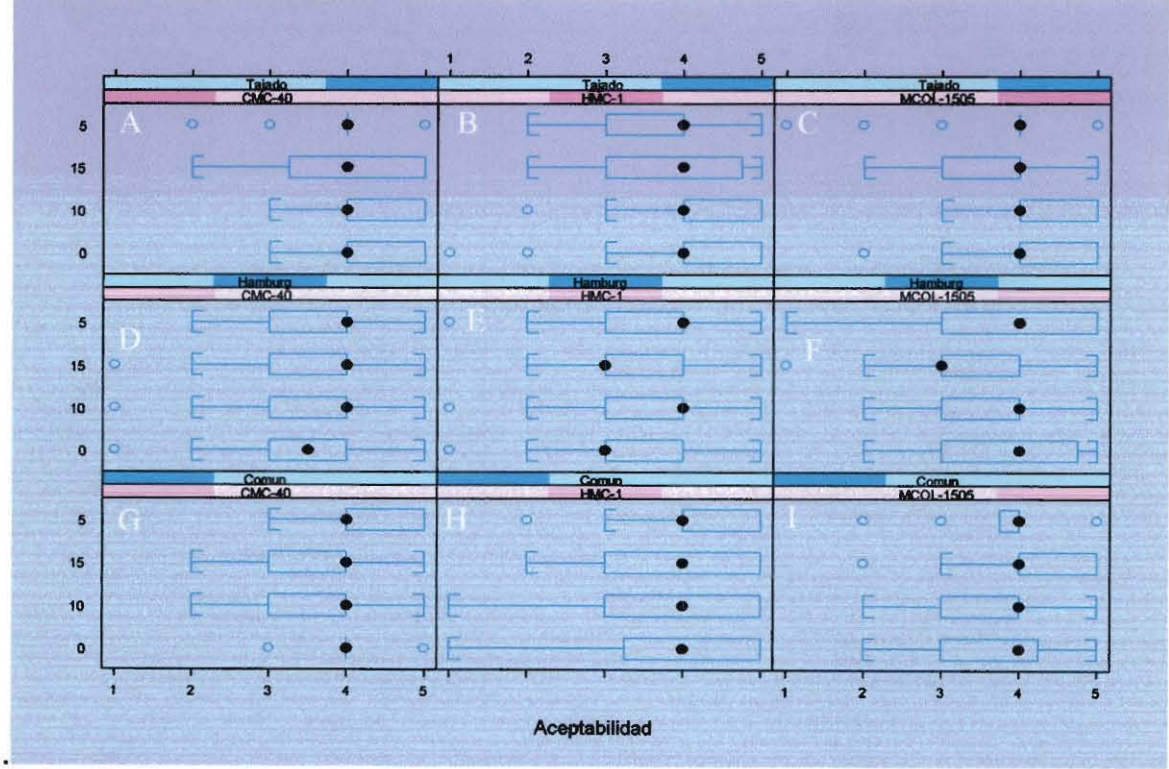 1 2 3 4 5
Tajado Tajado Tajado
CMC-40 HMC-1 MCOL-1505
5 A B C
15
10
0
Hamburg Hamburg Hamburg
CMC-40 HMC-1 MCOL-1505
5 D E F
15
10
0
Comun Comun Comun
CMC-40 HMC-1 MCOL-1505
5 G H I
15
10
0
1 2 3 4 5 1 2 3 4 5
Aceptabilidad